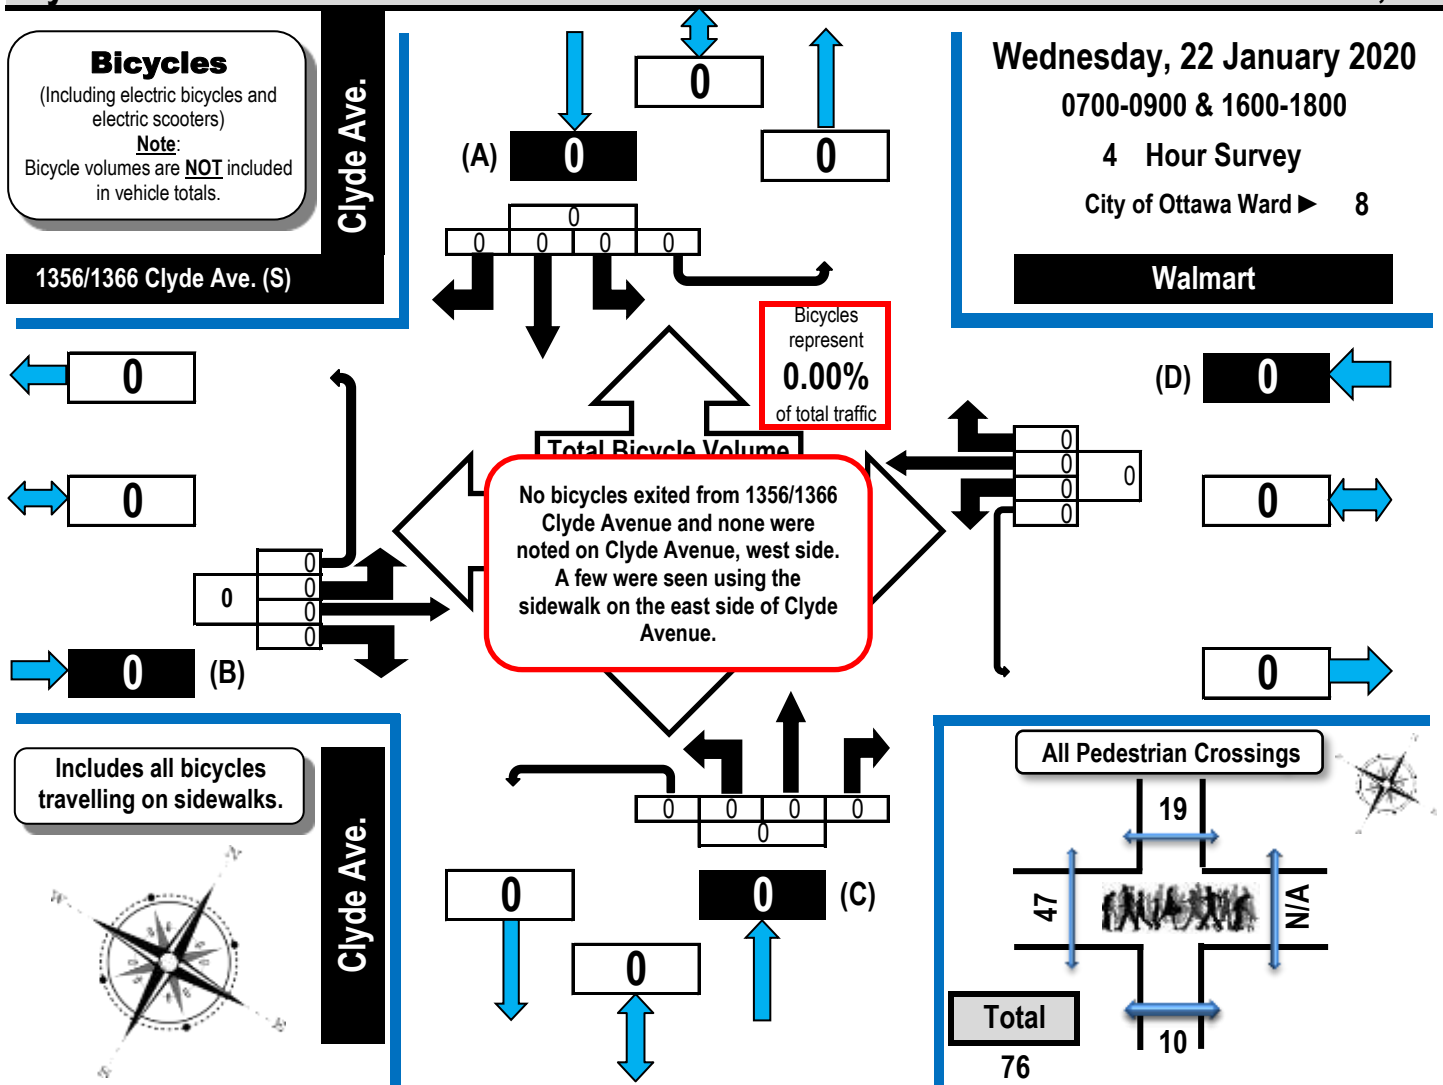 Bicycles
(Including electric bicycles and
electric scooters)
Note:
Bicycle volumes are NOT included
in vehicle totals.
Clyde Ave.
1356/1366 Clyde Ave. (S)
Wednesday, 22 January 2020
0700-0900 & 1600-1800
4 Hour Survey
City of Ottawa Ward ► 8
Walmart
0
(A) 0
0
0
0 0 0 0
Bicycles
represent
0.00%
of total traffic
0
0
0
0
0
0
0
0 (B)
(D) 0
0
0
0
0
0
0
0
Total Bicycle Volume
No bicycles exited from 1356/1366
Clyde Avenue and none were
noted on Clyde Avenue, west side.
A few were seen using the
sidewalk on the east side of Clyde
Avenue.
0 0 0 0
0
0
0 (C)
0
Includes all bicycles
travelling on sidewalks.
Clyde Ave.
N
W
E
S
All Pedestrian Crossings
19
47
N/A
10
Total
76